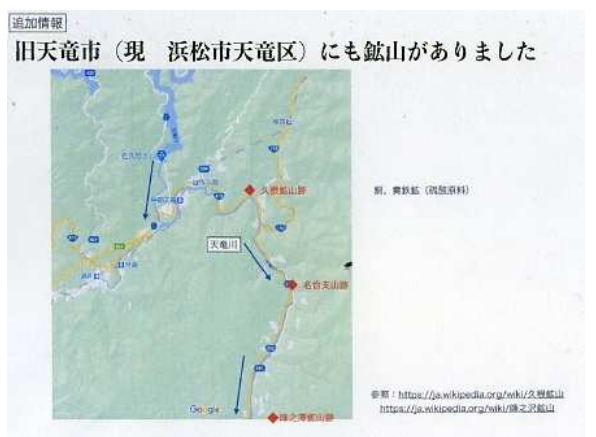 追加情報
旧天竜市（現　浜松市天竜区）にも鉱山がありました
久根鉱山跡
銅、黄鉄鉱（硫酸原料）
天竜川
名合支山跡
Google
峰之澤鉱山跡
参照：https://ja.wikipedia.org/wiki/久根鉱山
https://ja.wikipedia.org/wiki/峰之沢鉱山